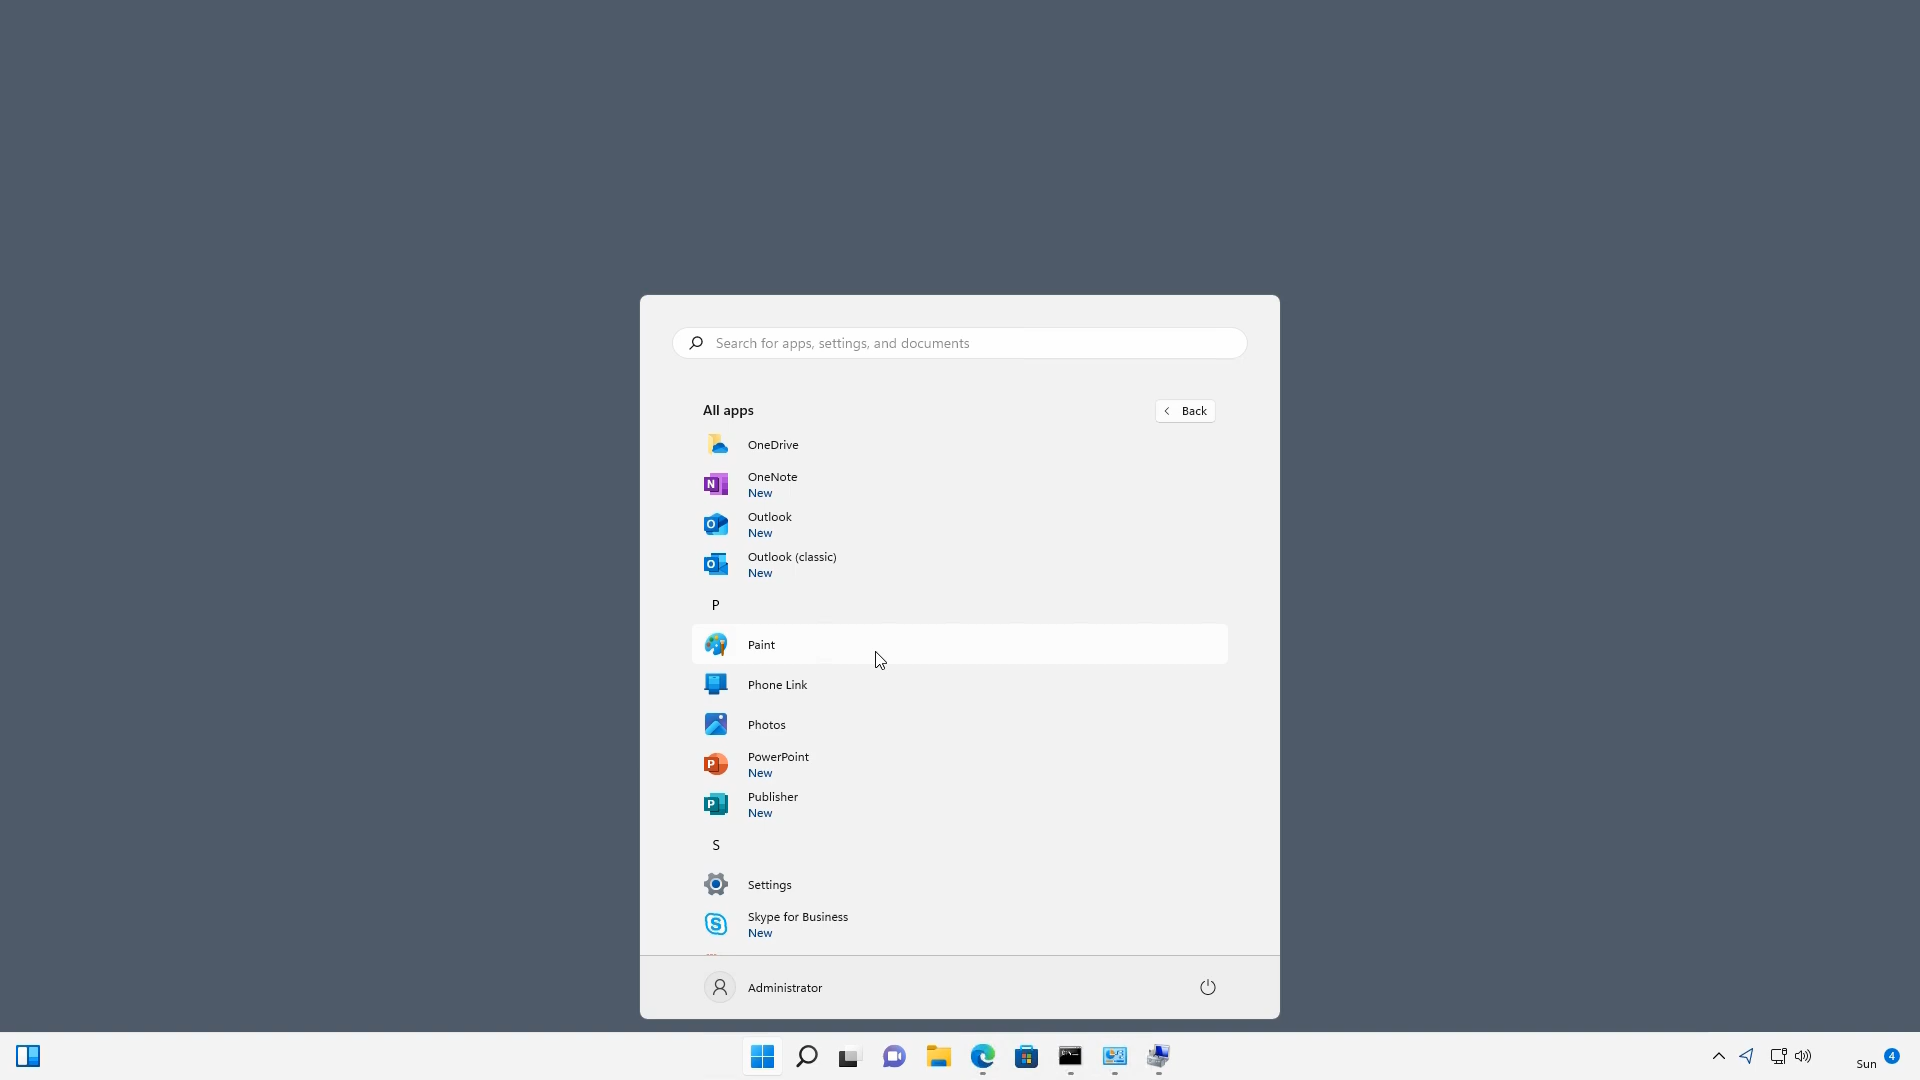 Search for apps, settings, and documents
All apps
Back
OneDrive
OneNote
New
Outlook
New
Outlook (classic)
New
P
Paint
Phone Link
Photos
PowerPoint
New
Publisher
New
S
Settings
Skype for Business
New
Administrator
Sun
4